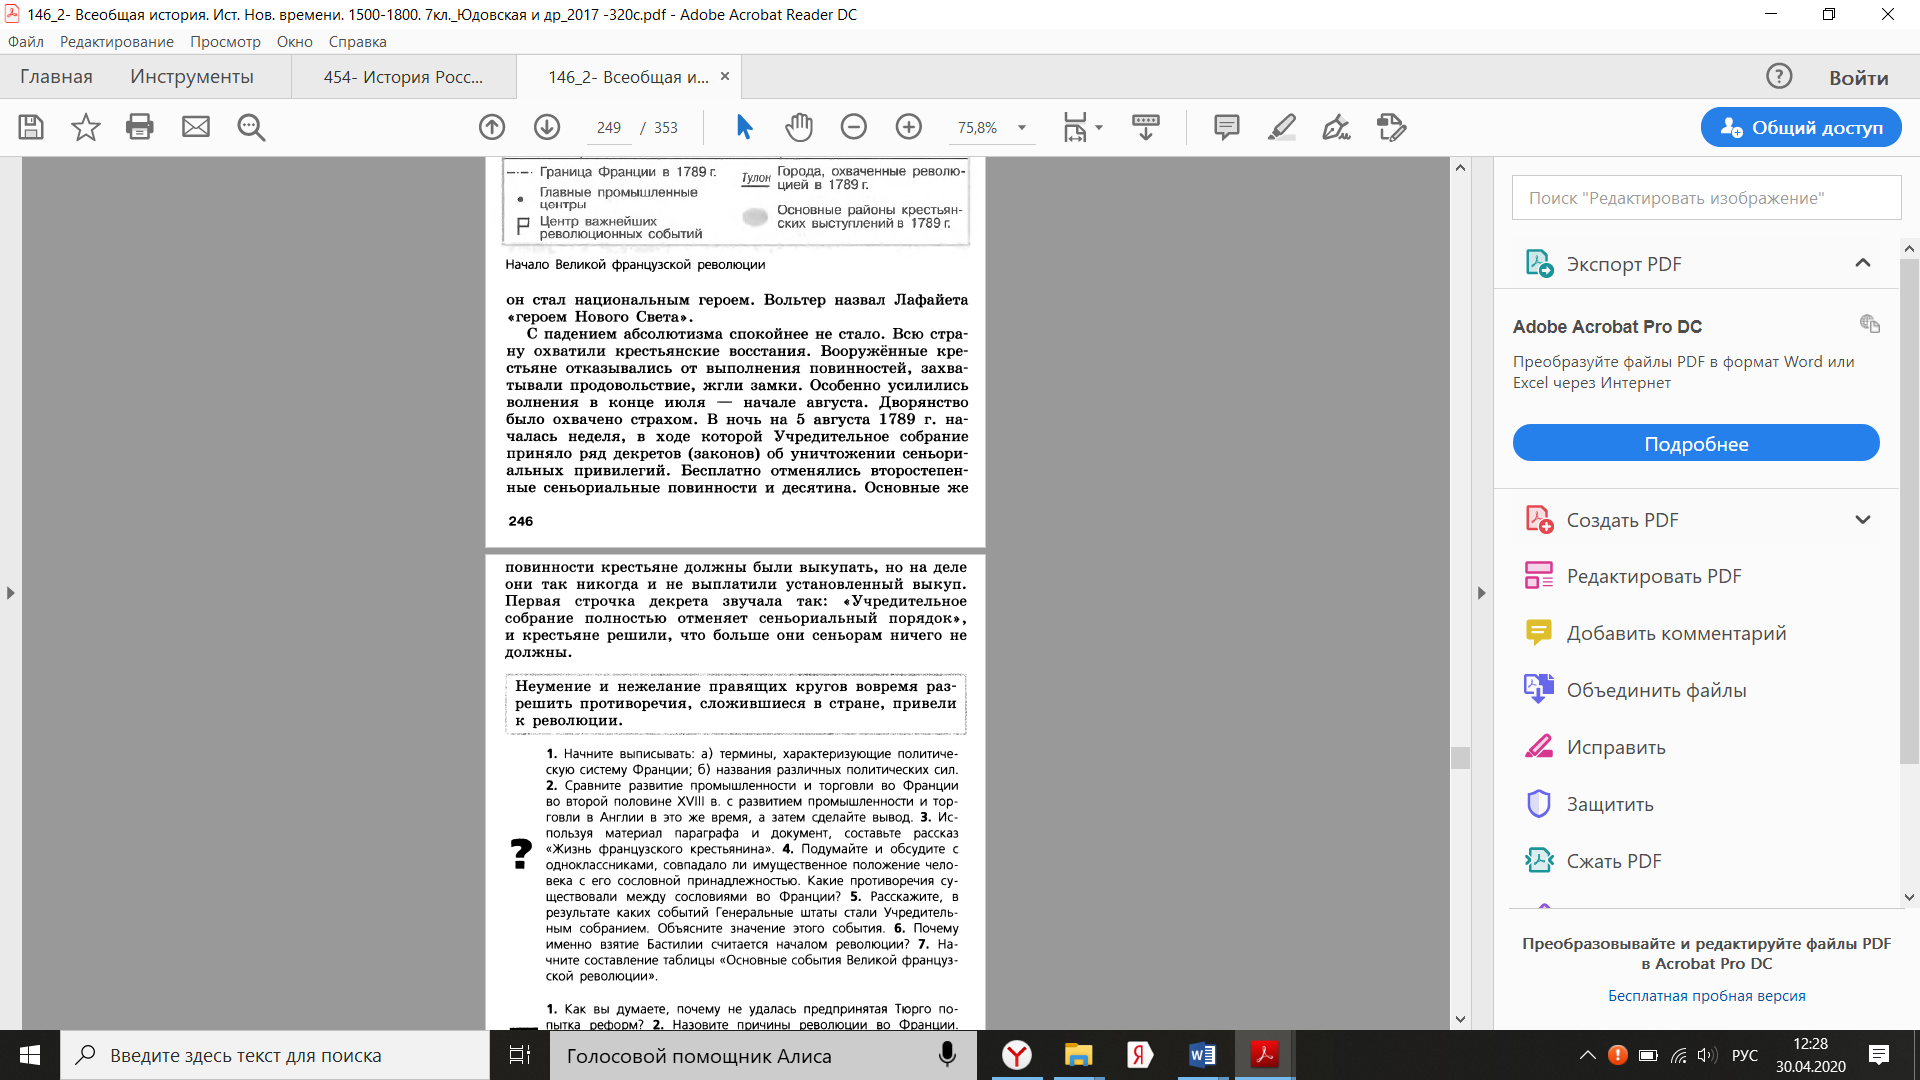 146_2- Всеобщая история. Ист. Нов. времени. 1500-1800. 7кл._Юдовская и др_2017 -320с.pdf - Adobe Acrobat Reader DC
Файл Редактирование Просмотр Окно Справка
Главная Инструменты 454- История Росс... 146_2- Всеобщая и... × Войти
249 / 353 75,8% Общий доступ
Граница Франции в 1789 г.
Главные промышленные
центры
Центр важнейших
революционных событий
Тулон Города, охваченные револю-
цией в 1789 г.
Основные районы крестьян-
ских выступлений в 1789 г.
Начало Великой французской революции
он стал национальным героем. Вольтер назвал Лафайета
«героем Нового Света».
С падением абсолютизма спокойнее не стало. Всю стра-
ну охватили крестьянские восстания. Вооружённые кре-
стьяне отказывались от выполнения повинностей, захва-
тывали продовольствие, жгли замки. Особенно усилились
волнения в конце июля — начале августа. Дворянство
было охвачено страхом. В ночь на 5 августа 1789 г. на-
чалась неделя, в ходе которой Учредительное собрание
приняло ряд декретов (законов) об уничтожении сеньори-
альных привилегий. Бесплатно отменялись второстепен-
ные сеньориальные повинности и десятина. Основные же
246
повинности крестьяне должны были выкупать, но на деле
они так никогда и не выплатили установленный выкуп.
Первая строчка декрета звучала так: «Учредительное
собрание полностью отменяет сеньориальный порядок»,
и крестьяне решили, что больше они сеньорам ничего не
должны.
Неумение и нежелание правящих кругов вовремя раз-
решить противоречия, сложившиеся в стране, привели
к революции.
?
1. Начните выписывать: а) термины, характеризующие политиче-
скую систему Франции; б) названия различных политических сил.
2. Сравните развитие промышленности и торговли во Франции
во второй половине XVIII в. с развитием промышленности и тор-
говли в Англии в это же время, а затем сделайте вывод. 3. Ис-
пользуя материал параграфа и документ, составьте рассказ
«Жизнь французского крестьянина». 4. Подумайте и обсудите с
одноклассниками, совпадало ли имущественное положение чело-
века с его сословной принадлежностью. Какие противоречия су-
ществовали между сословиями во Франции? 5. Расскажите, в
результате каких событий Генеральные штаты стали Учредитель-
ным собранием. Объясните значение этого события. 6. Почему
именно взятие Бастилии считается началом революции? 7. На-
чните составление таблицы «Основные события Великой француз-
ской революции».
1. Как вы думаете, почему не удалась предпринятая Тюрго по-
пытка реформ? 2. Назовите причины революции во Франции.
Поиск "Редактировать изображение"
Экспорт PDF
Adobe Acrobat Pro DC
Преобразуйте файлы PDF в формат Word или
Excel через Интернет
Подробнее
Создать PDF
Редактировать PDF
Добавить комментарий
Объединить файлы
Исправить
Защитить
Сжать PDF
Преобразовывайте и редактируйте файлы PDF
в Acrobat Pro DC
Бесплатная пробная версия
Введите здесь текст для поиска
Голосовой помощник Алиса
РУС
12:28
30.04.2020